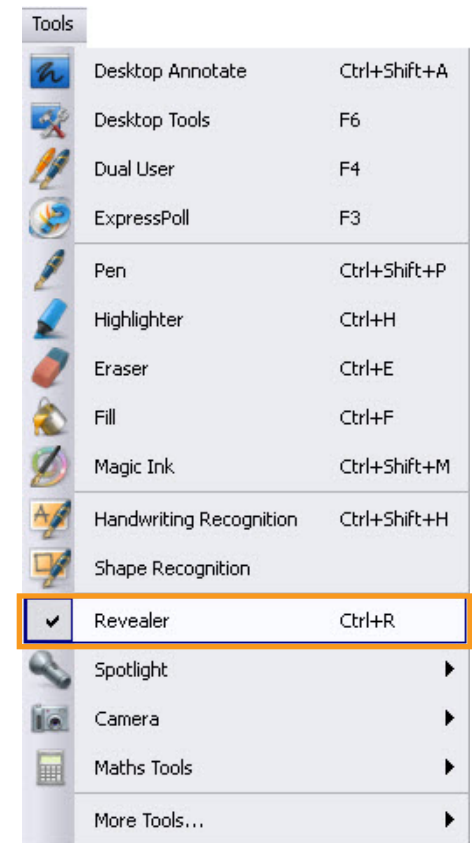 Tools
Desktop Annotate Ctrl+Shift+A
Desktop Tools F6
Dual User F4
ExpressPoll F3
Pen Ctrl+Shift+P
Highlighter Ctrl+H
Eraser Ctrl+E
Fill Ctrl+F
Magic Ink Ctrl+Shift+M
Handwriting Recognition Ctrl+Shift+H
Shape Recognition
Revealer Ctrl+R
Spotlight
Camera
Maths Tools
More Tools...